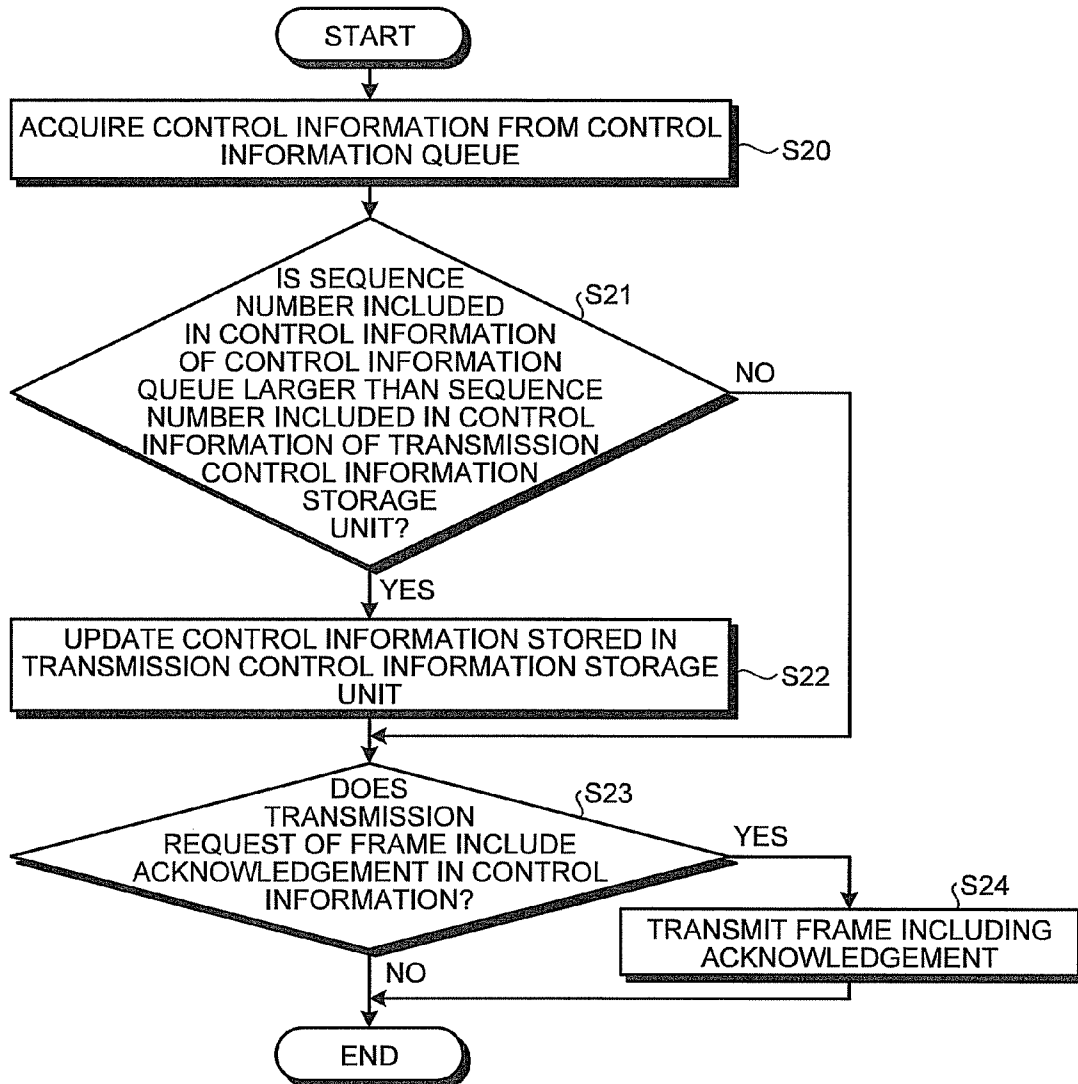 START
ACQUIRE CONTROL INFORMATION FROM CONTROL
INFORMATION QUEUE
S20
IS SEQUENCE
NUMBER INCLUDED
IN CONTROL INFORMATION
OF CONTROL INFORMATION
QUEUE LARGER THAN SEQUENCE
NUMBER INCLUDED IN CONTROL
INFORMATION OF TRANSMISSION
CONTROL INFORMATION
STORAGE
UNIT?
S21
NO
YES
UPDATE CONTROL INFORMATION STORED IN
TRANSMISSION CONTROL INFORMATION STORAGE
UNIT
S22
DOES
TRANSMISSION
REQUEST OF FRAME INCLUDE
ACKNOWLEDGEMENT IN CONTROL
INFORMATION?
S23
YES
S24
TRANSMIT FRAME INCLUDING
ACKNOWLEDGEMENT
NO
END